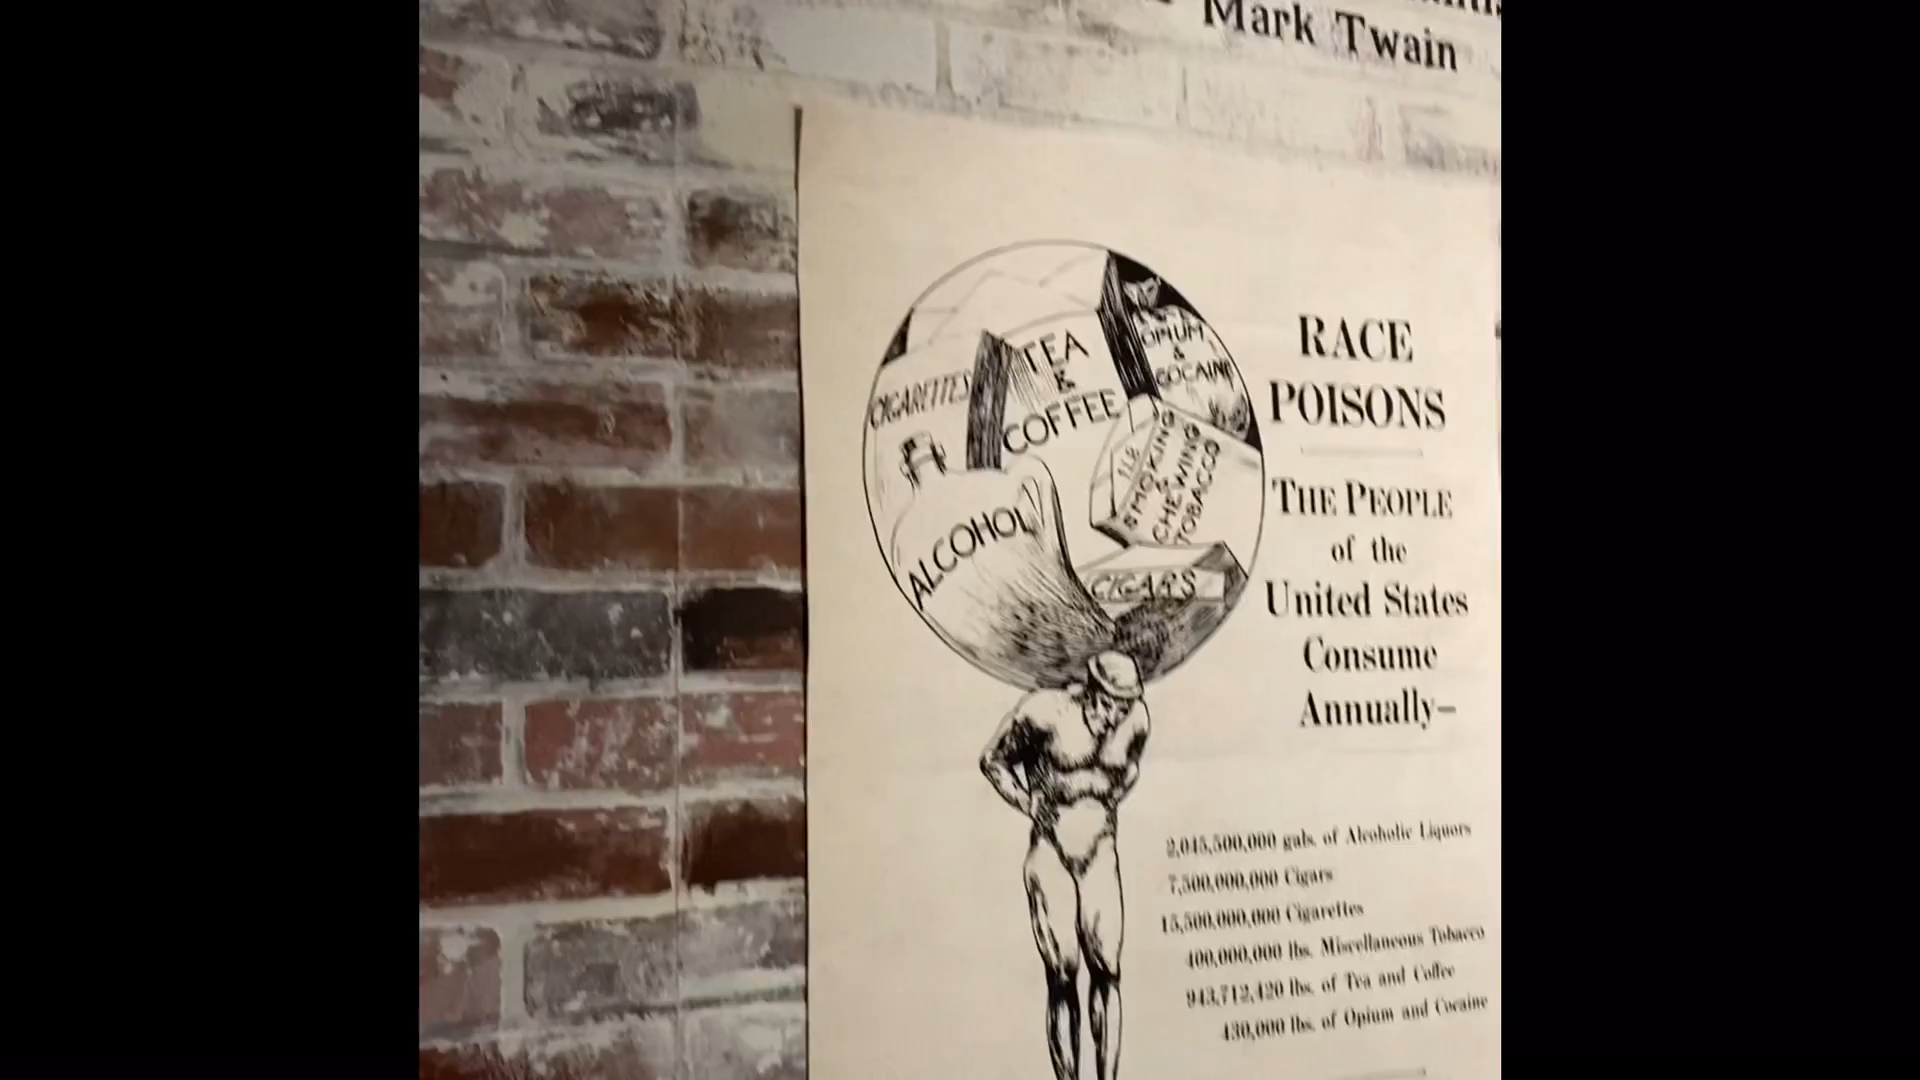 Mark Twain
CIGARETTES
TEA
&
COFFEE
OPIUM
&
COCAINE
ALCOHOL
1 LB
SMOKING
&
CHEWING
TOBACCO
CIGARS
RACE
POISONS
THE PEOPLE
of the
United States
Consume
Annually—
2,045,500,000 gals. of Alcoholic Liquors
7,500,000,000 Cigars
15,500,000,000 Cigarettes
400,000,000 lbs. Miscellaneous Tobacco
943,712,420 lbs. of Tea and Coffee
430,000 lbs. of Opium and Cocaine